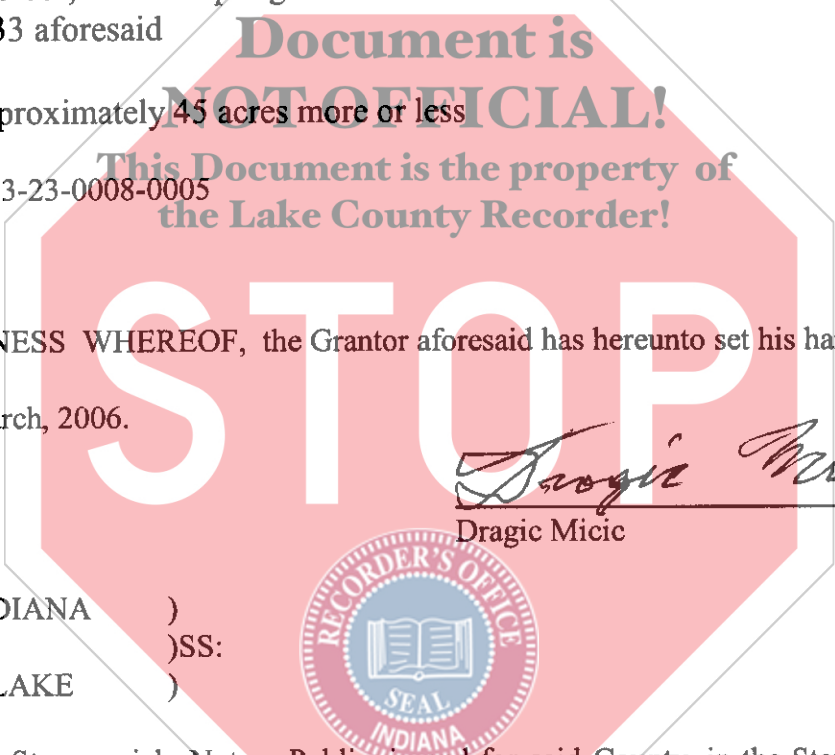 33 aforesaid
Document is
proximately 45 acres more or less
NOT OFFICIAL!
This Document is the property of
3-23-0008-0005
the Lake County Recorder!
STOP
NESS WHEREOF, the Grantor aforesaid has hereunto set his ha
rch, 2006.
Dragic
Dragic Micic
RECORDER'S OFFICE
SEAL
INDIANA
DIANA )
)SS:
LAKE )